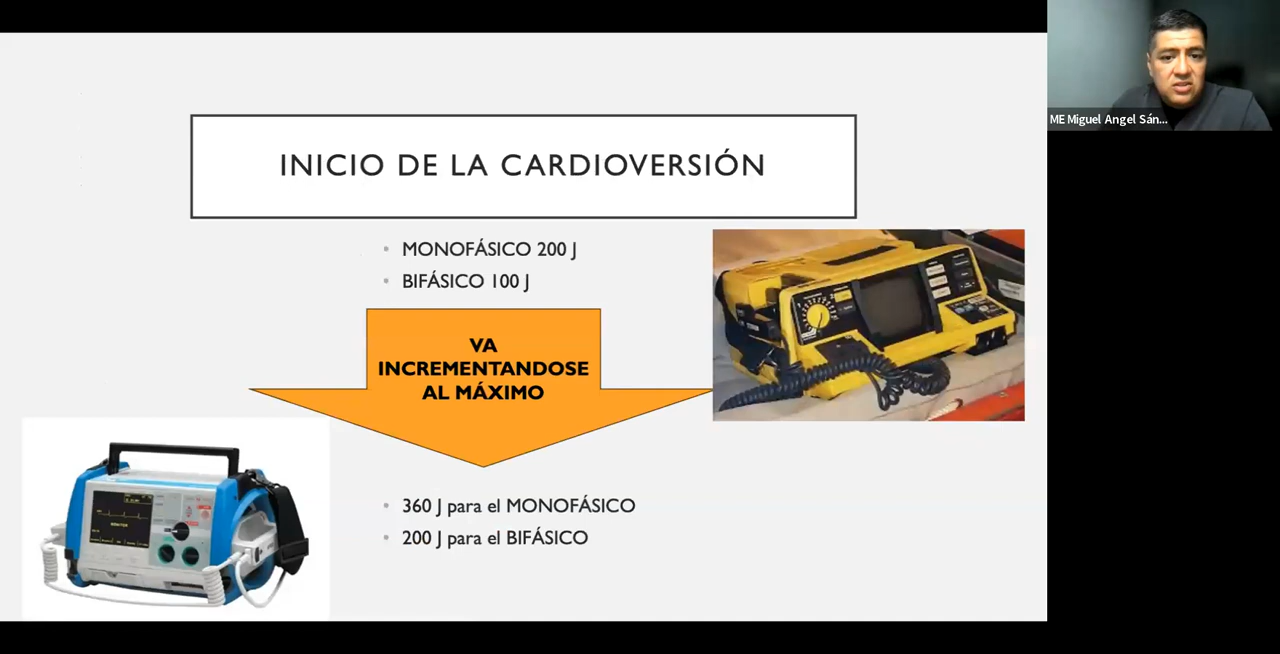 INICIO DE LA CARDIOVERSIÓN
• MONOFÁSICO 200 J
• BIFÁSICO 100 J
VA
INCREMENTANDOSE
AL MÁXIMO
• 360 J para el MONOFÁSICO
• 200 J para el BIFÁSICO
ME Miguel Angel Sán...